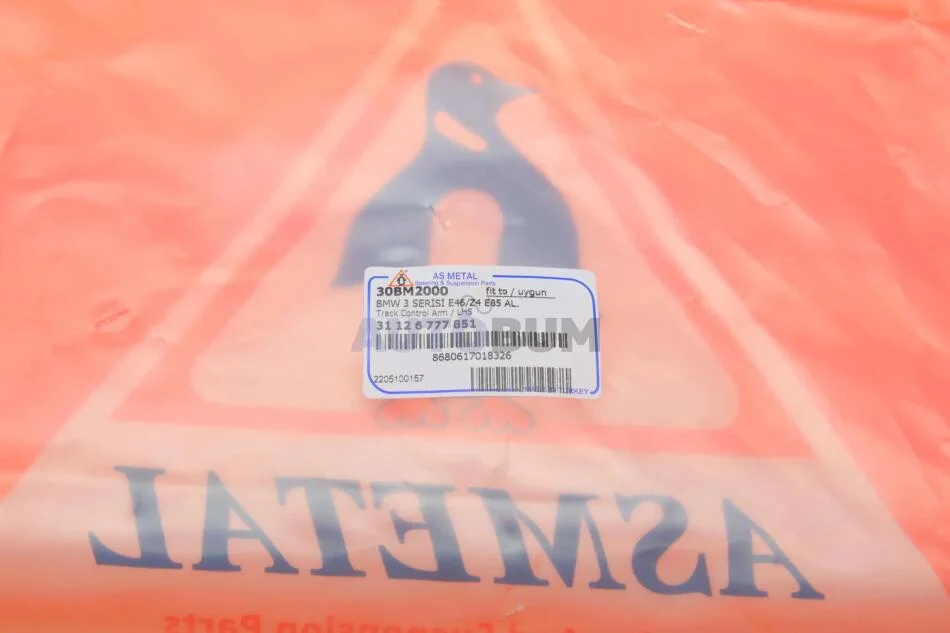 AS METAL
Steering & Suspension Parts
30BM2000 fit to / uygun
BMW 3 SERISI E46/Z4 E85 AL.
Track Control Arm / LHS
31 12 6 777 851
AUTOBUM
8680617018326
2205100157
MADE IN TURKEY
ASMETAL
Suspension Parts